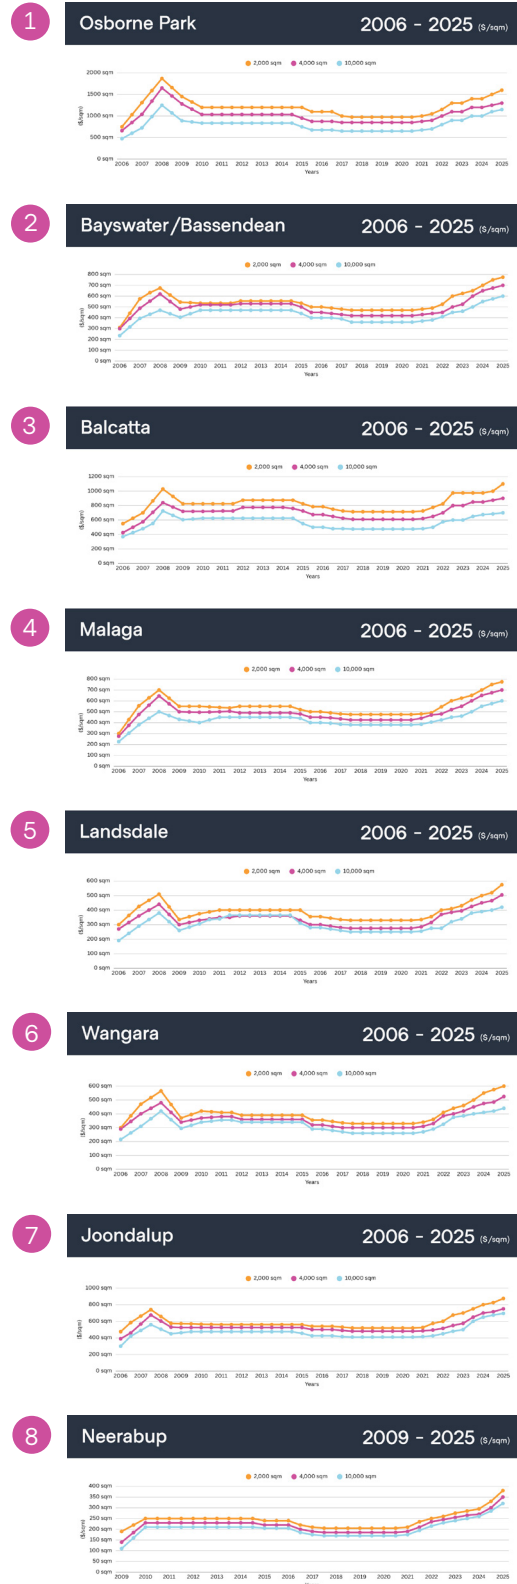 1 Osborne Park 2006 - 2025 ($/sqm)
2,000 sqm 4,000 sqm 10,000 sqm
2000 sqm
1500 sqm
1000 sqm
500 sqm
0 sqm
($/sqm)
2006 2007 2008 2009 2010 2011 2012 2013 2014 2015 2016 2017 2018 2019 2020 2021 2022 2023 2024 2025
Years
2 Bayswater/Bassendean 2006 - 2025 ($/sqm)
2,000 sqm 4,000 sqm 10,000 sqm
800 sqm
700 sqm
600 sqm
500 sqm
400 sqm
300 sqm
200 sqm
100 sqm
0 sqm
($/sqm)
2006 2007 2008 2009 2010 2011 2012 2013 2014 2015 2016 2017 2018 2019 2020 2021 2022 2023 2024 2025
Years
3 Balcatta 2006 - 2025 ($/sqm)
2,000 sqm 4,000 sqm 10,000 sqm
1200 sqm
1000 sqm
800 sqm
600 sqm
400 sqm
200 sqm
0 sqm
($/sqm)
2006 2007 2008 2009 2010 2011 2012 2013 2014 2015 2016 2017 2018 2019 2020 2021 2022 2023 2024 2025
Years
4 Malaga 2006 - 2025 ($/sqm)
2,000 sqm 4,000 sqm 10,000 sqm
800 sqm
700 sqm
600 sqm
500 sqm
400 sqm
300 sqm
200 sqm
100 sqm
0 sqm
($/sqm)
2006 2007 2008 2009 2010 2011 2012 2013 2014 2015 2016 2017 2018 2019 2020 2021 2022 2023 2024 2025
Years
5 Landsdale 2006 - 2025 ($/sqm)
2,000 sqm 4,000 sqm 10,000 sqm
600 sqm
500 sqm
400 sqm
300 sqm
200 sqm
100 sqm
0 sqm
($/sqm)
2006 2007 2008 2009 2010 2011 2012 2013 2014 2015 2016 2017 2018 2019 2020 2021 2022 2023 2024 2025
Years
6 Wangara 2006 - 2025 ($/sqm)
2,000 sqm 4,000 sqm 10,000 sqm
600 sqm
500 sqm
400 sqm
300 sqm
200 sqm
100 sqm
0 sqm
($/sqm)
2006 2007 2008 2009 2010 2011 2012 2013 2014 2015 2016 2017 2018 2019 2020 2021 2022 2023 2024 2025
Years
7 Joondalup 2006 - 2025 ($/sqm)
2,000 sqm 4,000 sqm 10,000 sqm
1000 sqm
800 sqm
600 sqm
400 sqm
200 sqm
0 sqm
($/sqm)
2006 2007 2008 2009 2010 2011 2012 2013 2014 2015 2016 2017 2018 2019 2020 2021 2022 2023 2024 2025
Years
8 Neerabup 2009 - 2025 ($/sqm)
2,000 sqm 4,000 sqm 10,000 sqm
400 sqm
350 sqm
300 sqm
250 sqm
200 sqm
150 sqm
100 sqm
50 sqm
0 sqm
($/sqm)
2009 2010 2011 2012 2013 2014 2015 2016 2017 2018 2019 2020 2021 2022 2023 2024 2025